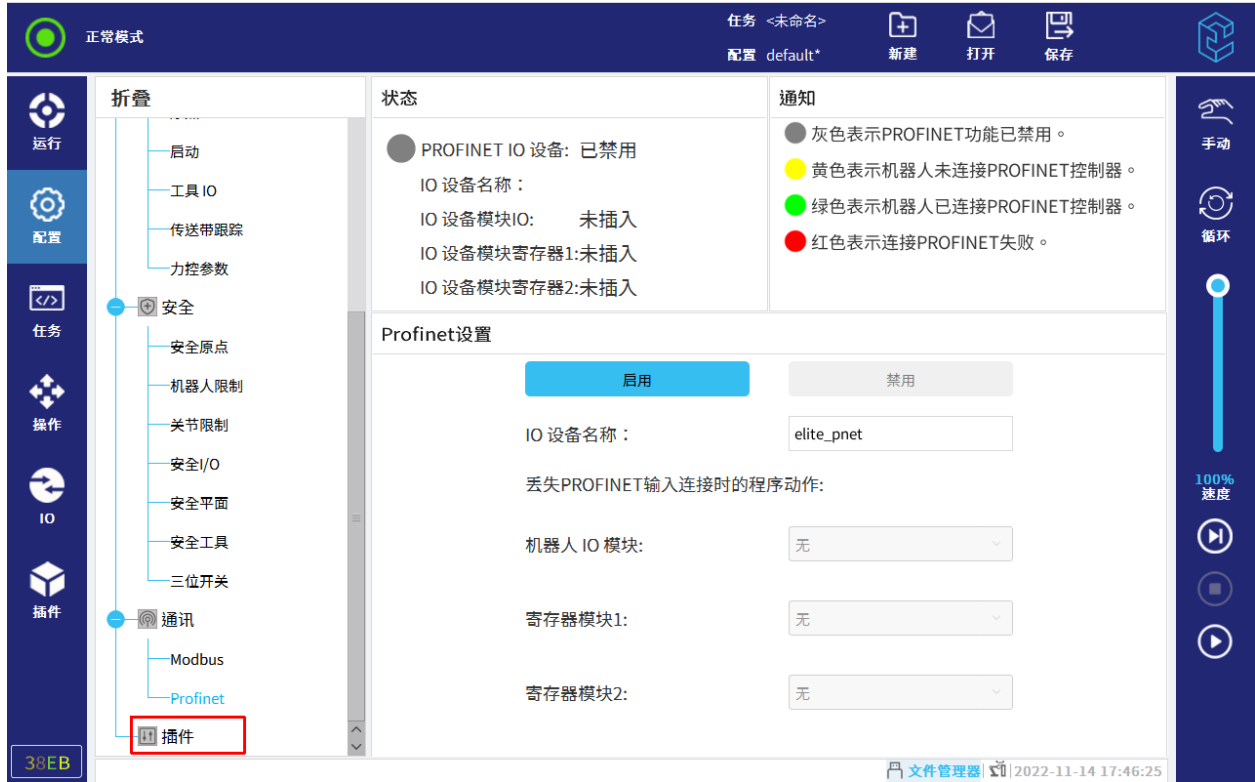 正常模式
任务 <未命名>
配置 default*
新建
打开
保存
运行
配置
任务
操作
IO
插件
38EB
折叠
启动
工具 IO
传送带跟踪
力控参数
安全
安全原点
机器人限制
关节限制
安全I/O
安全平面
安全工具
三位开关
通讯
Modbus
Profinet
插件
状态
PROFINET IO 设备: 已禁用
IO 设备名称：
IO 设备模块IO: 未插入
IO 设备模块寄存器1:未插入
IO 设备模块寄存器2:未插入
通知
灰色表示PROFINET功能已禁用。
黄色表示机器人未连接PROFINET控制器。
绿色表示机器人已连接PROFINET控制器。
红色表示连接PROFINET失败。
Profinet设置
启用
禁用
IO 设备名称： elite_pnet
丢失PROFINET输入连接时的程序动作:
机器人 IO 模块: 无
寄存器模块1: 无
寄存器模块2: 无
手动
循环
100%
速度
文件管理器
2022-11-14 17:46:25